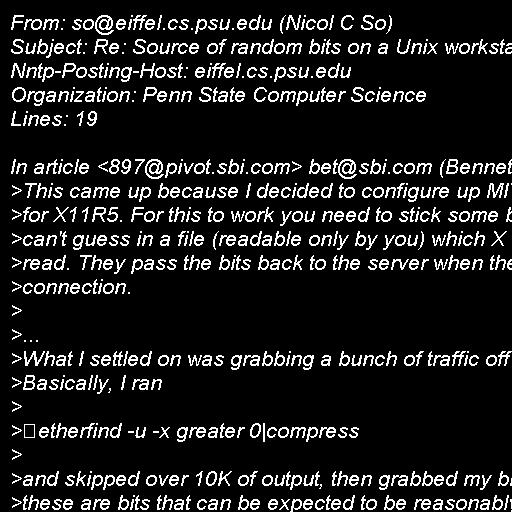 From: so@eiffel.cs.psu.edu (Nicol C So)
Subject: Re: Source of random bits on a Unix worksta
Nntp-Posting-Host: eiffel.cs.psu.edu
Organization: Penn State Computer Science
Lines: 19

In article <897@pivot.sbi.com> bet@sbi.com (Bennet
>This came up because I decided to configure up MI
>for X11R5. For this to work you need to stick some b
>can't guess in a file (readable only by you) which X
>read. They pass the bits back to the server when the
>connection.
>
>...
>What I settled on was grabbing a bunch of traffic off
>Basically, I ran
>
>etherfind -u -x greater 0|compress
>
>and skipped over 10K of output, then grabbed my bi
>these are bits that can be expected to be reasonably